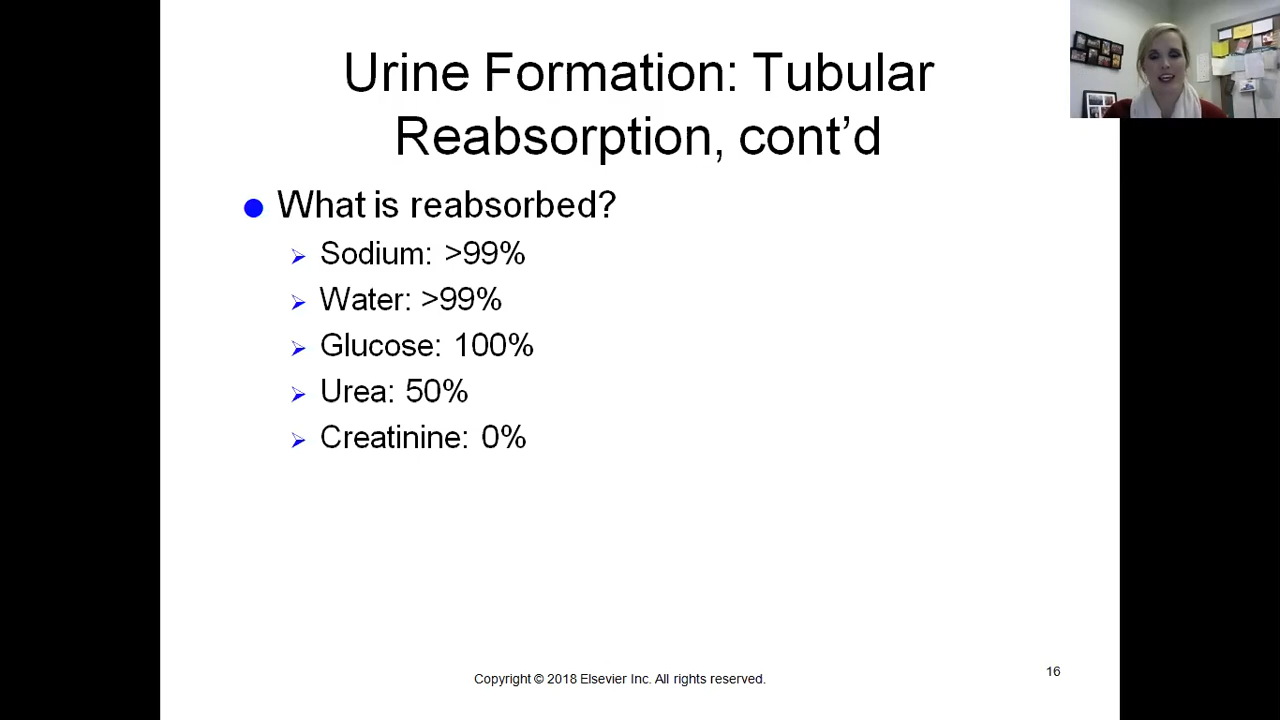 Urine Formation: Tubular
Reabsorption, cont’d
What is reabsorbed?
Sodium: >99%
Water: >99%
Glucose: 100%
Urea: 50%
Creatinine: 0%
Copyright © 2018 Elsevier Inc. All rights reserved.
16